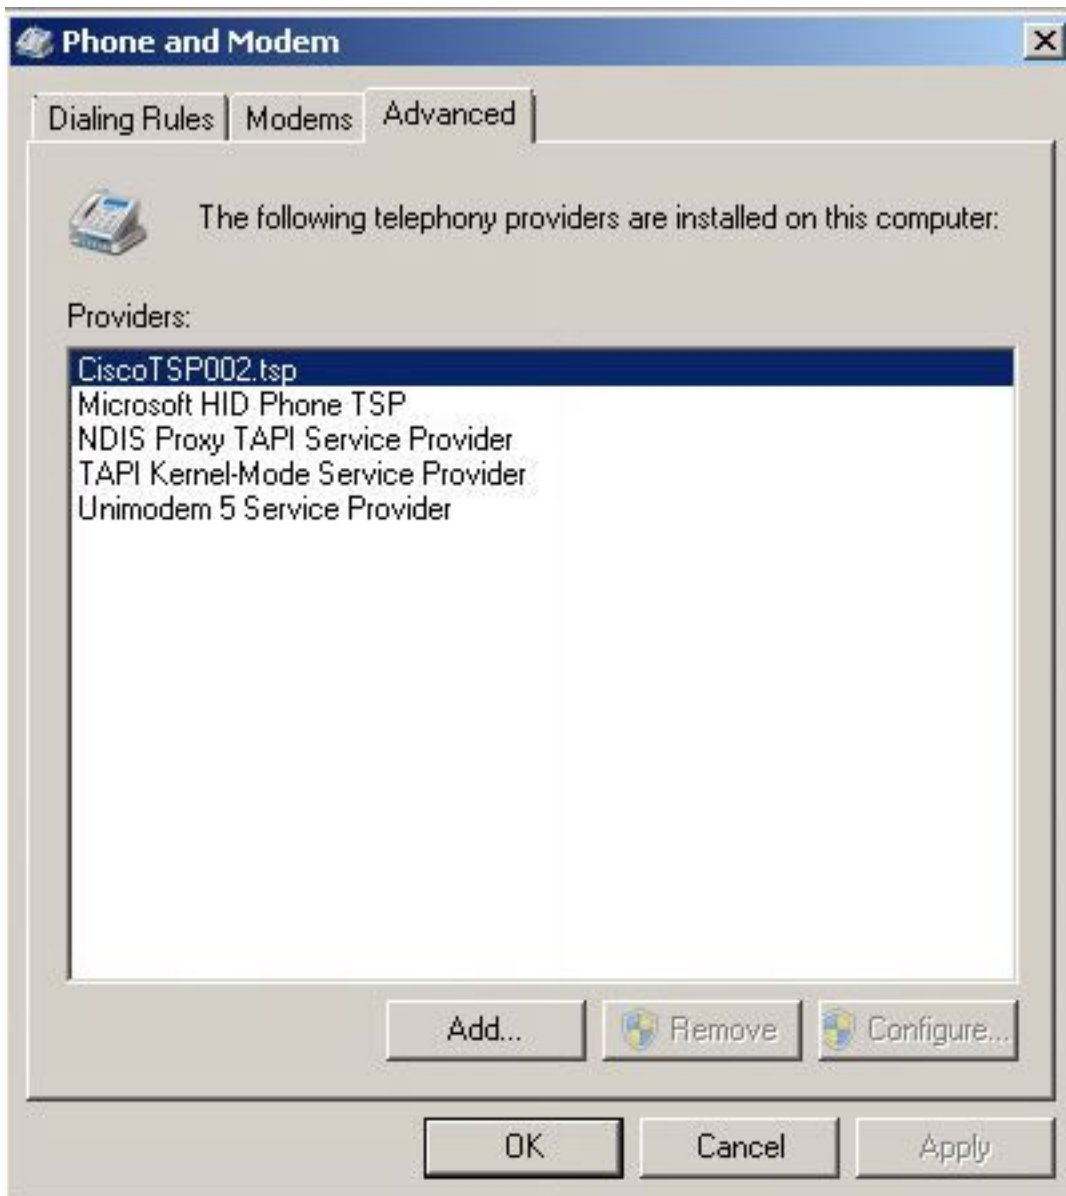 Phone and Modem
Dialing Rules
Modems
Advanced
The following telephony providers are installed on this computer:
Providers:
CiscoTSP002.tsp
Microsoft HID Phone TSP
NDIS Proxy TAPI Service Provider
TAPI Kernel-Mode Service Provider
Unimodem 5 Service Provider
Add...
Remove
Configure...
OK
Cancel
Apply